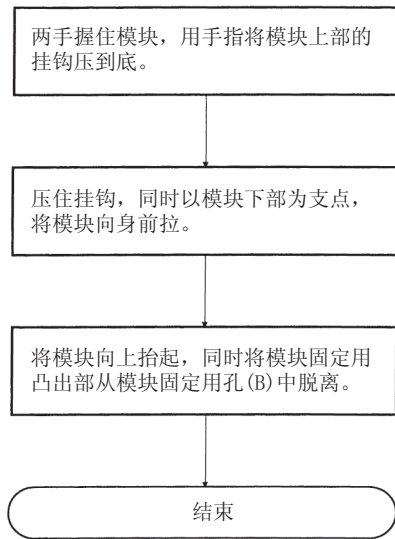 两手握住模块，用手指将模块上部的
挂钩压到底。
压住挂钩，同时以模块下部为支点，
将模块向身前拉。
将模块向上抬起，同时将模块固定用
凸出部从模块固定用孔(B)中脱离。
结束